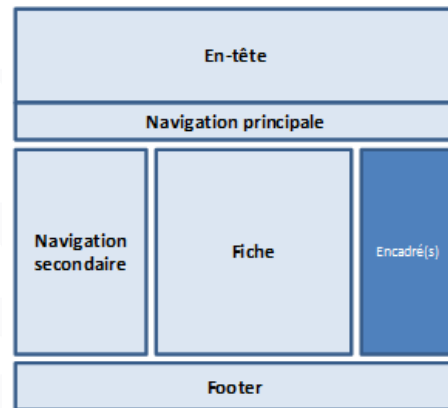 En-tête
Navigation principale
Navigation
secondaire
Fiche
Encadré(s)
Footer